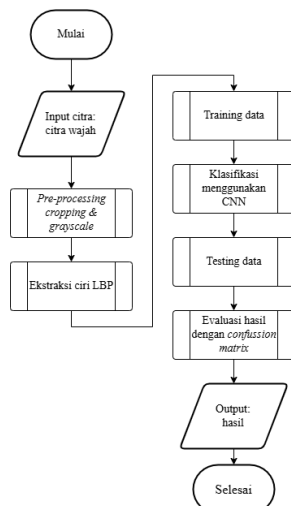 Mulai
Input citra:
citra wajah
Pre-processing
cropping &
grayscale
Ekstraksi ciri LBP
Training data
Klasifikasi
menggunakan
CNN
Testing data
Evaluasi hasil
dengan confussion
matrix
Output:
hasil
Selesai